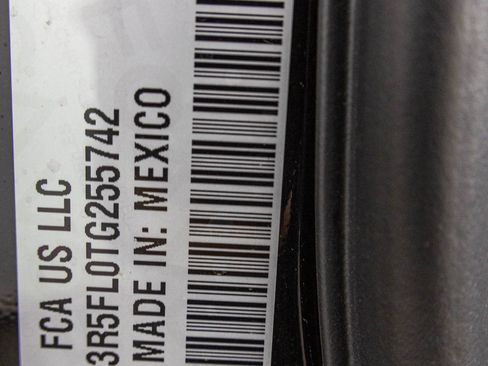 FCA US LLC
3R5FL0TG255742
MADE IN: MEXICO